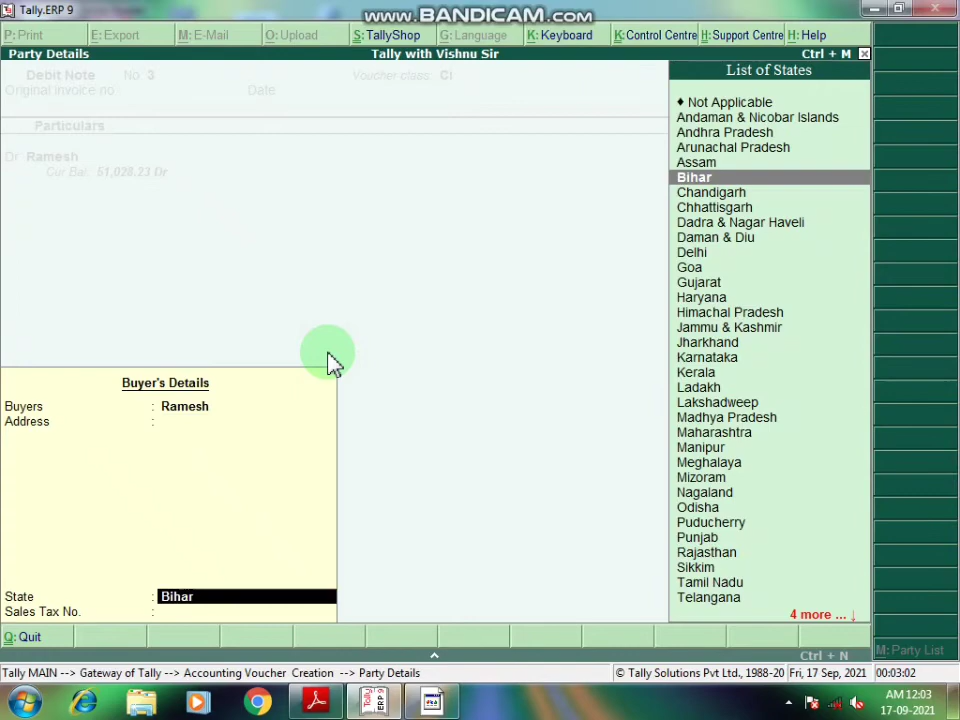 Tally.ERP 9
www.BANDICAM.com
P: Print
E: Export
M: E-Mail
O: Upload
S: TallyShop
G: Language
K: Keyboard
K: Control Centre
H: Support Centre
H: Help
Party Details
Tally with Vishnu Sir
Ctrl + M
Debit Note No. 3
Voucher class: CI
Original invoice no
Date
Particulars
Dr Ramesh
Cur Bal: 51,028.23 Dr
List of States
♦ Not Applicable
Andaman & Nicobar Islands
Andhra Pradesh
Arunachal Pradesh
Assam
Bihar
Chandigarh
Chhattisgarh
Dadra & Nagar Haveli
Daman & Diu
Delhi
Goa
Gujarat
Haryana
Himachal Pradesh
Jammu & Kashmir
Jharkhand
Karnataka
Kerala
Ladakh
Lakshadweep
Madhya Pradesh
Maharashtra
Manipur
Meghalaya
Mizoram
Nagaland
Odisha
Puducherry
Punjab
Rajasthan
Sikkim
Tamil Nadu
Telangana
4 more ... ↓
Buyer's Details
Buyers : Ramesh
Address :
State : Bihar
Sales Tax No. :
Q: Quit
M: Party List
Ctrl + N
Tally MAIN --> Gateway of Tally --> Accounting Voucher Creation --> Party Details
© Tally Solutions Pvt Ltd., 1988-20
Fri, 17 Sep, 2021
00:03:02
AM 12:03
17-09-2021